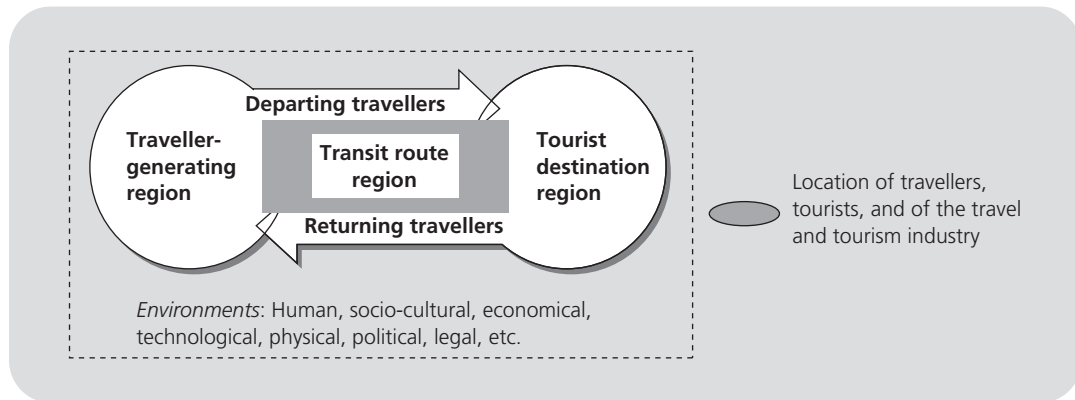 Departing travellers
Traveller-
generating
region
Transit route
region
Tourist
destination
region
Returning travellers
Location of travellers,
tourists, and of the travel
and tourism industry
Environments: Human, socio-cultural, economical,
technological, physical, political, legal, etc.